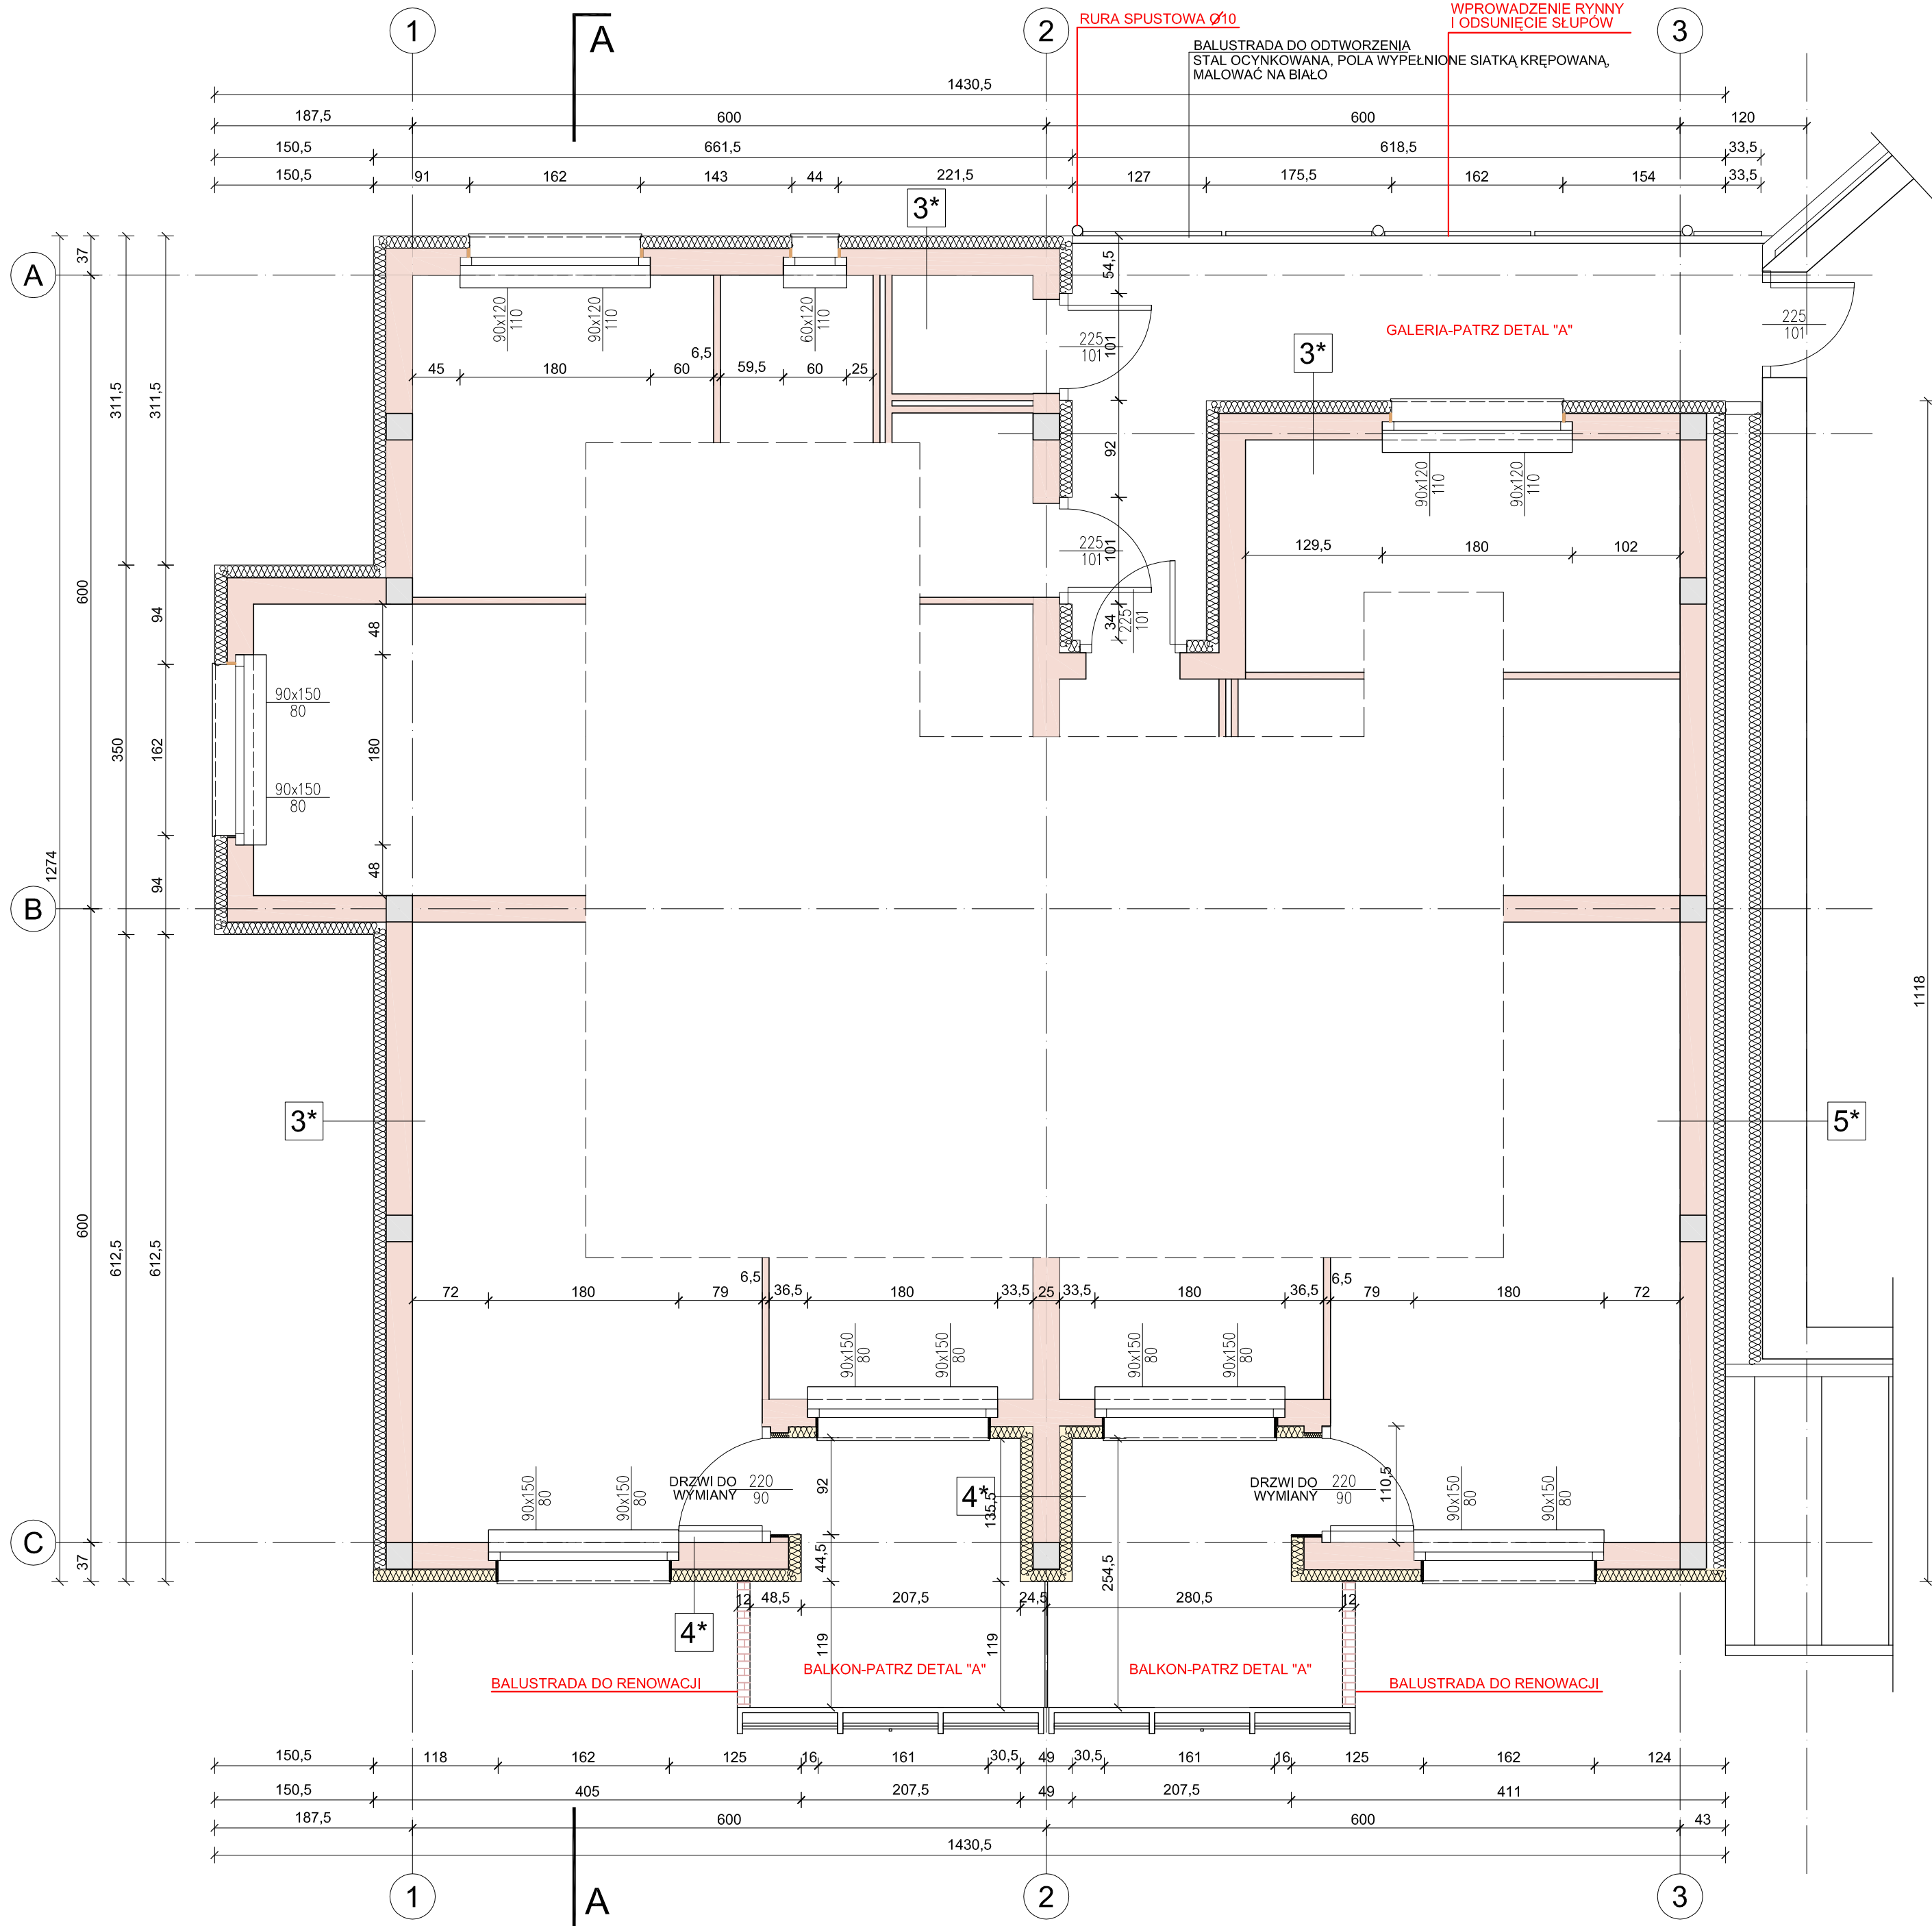 1
A
2
RURA SPUSTOWA Ø10
WPROWADZENIE RYNNY
I ODSUNIĘCIE SŁUPÓW
3
BALUSTRADA DO ODTWORZENIA
STAL OCYNKOWANA, POLA WYPEŁNIONE SIATKĄ KRĘPOWANĄ,
MALOWAĆ NA BIAŁO
1430,5
187,5 600 600 120
150,5 661,5 618,5 33,5
150,5 91 162 143 44 221,5 127 175,5 162 154 33,5
3*
37
A
54,5
90x120
110
90x120
110
60x120
110
225
101
101
GALERIA-PATRZ DETAL "A"
225
101
3*
6,5
45 180 60 59,5 60 25
311,5
311,5
92
90x120
110
90x120
110
225
101
101
129,5 180 102
600
94
48
34
225
101
90x150
80
350
162
180
90x150
80
1274
48
94
B
1118
3*
5*
600
612,5
612,5
6,5
72 180 79 36,5 180 33,5 25 33,5 180 36,5
6,5
79 180 72
90x150
80
90x150
80
90x150
80
90x150
80
90x150
80
90x150
80
DRZWI DO
WYMIANY
220
90
92
4*
135,5
DRZWI DO
WYMIANY
220
90
110,5
90x150
80
90x150
80
C
37
44,5
254,5
12 48,5 207,5 24,5 280,5 12
4*
119
119
BALKON-PATRZ DETAL "A"
BALKON-PATRZ DETAL "A"
BALUSTRADA DO RENOWACJI
BALUSTRADA DO RENOWACJI
150,5 118 162 125 16 161 30,5 49 30,5 161 16 125 162 124
150,5 405 207,5 49 207,5 411
187,5 600 600 43
1430,5
1
A
2
3